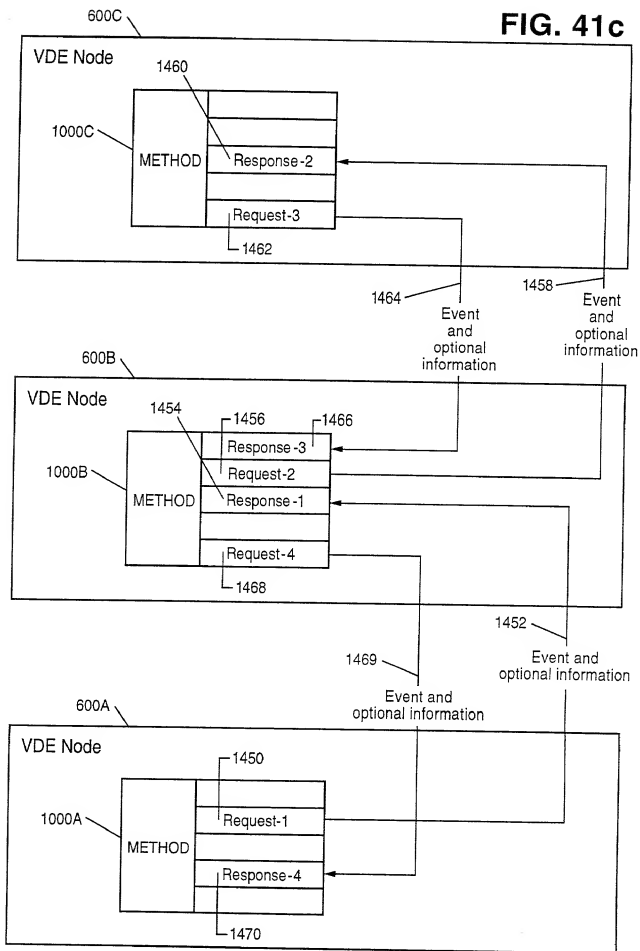 600C
FIG. 41c
VDE Node
1460
1000C
METHOD
Response-2
Request-3
1462
1464
Event
and
optional
information
1458
Event
and
optional
information
600B
VDE Node
1454
1456
1466
1000B
METHOD
Response-3
Request-2
Response-1
Request-4
1468
1469
Event and
optional information
1452
Event and
optional information
600A
VDE Node
1450
1000A
METHOD
Request-1
Response-4
1470